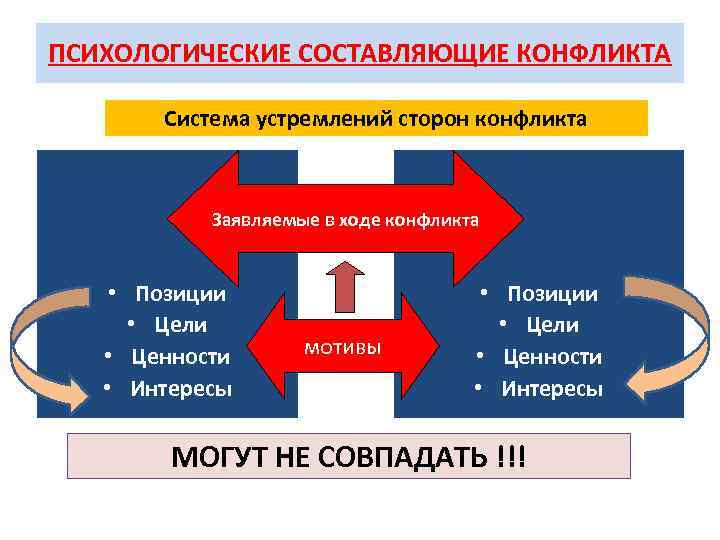 ПСИХОЛОГИЧЕСКИЕ СОСТАВЛЯЮЩИЕ КОНФЛИКТА
Система устремлений сторон конфликта
Заявляемые в ходе конфликта
• Позиции
• Цели
• Ценности
• Интересы
мотивы
• Позиции
• Цели
• Ценности
• Интересы
МОГУТ НЕ СОВПАДАТЬ !!!